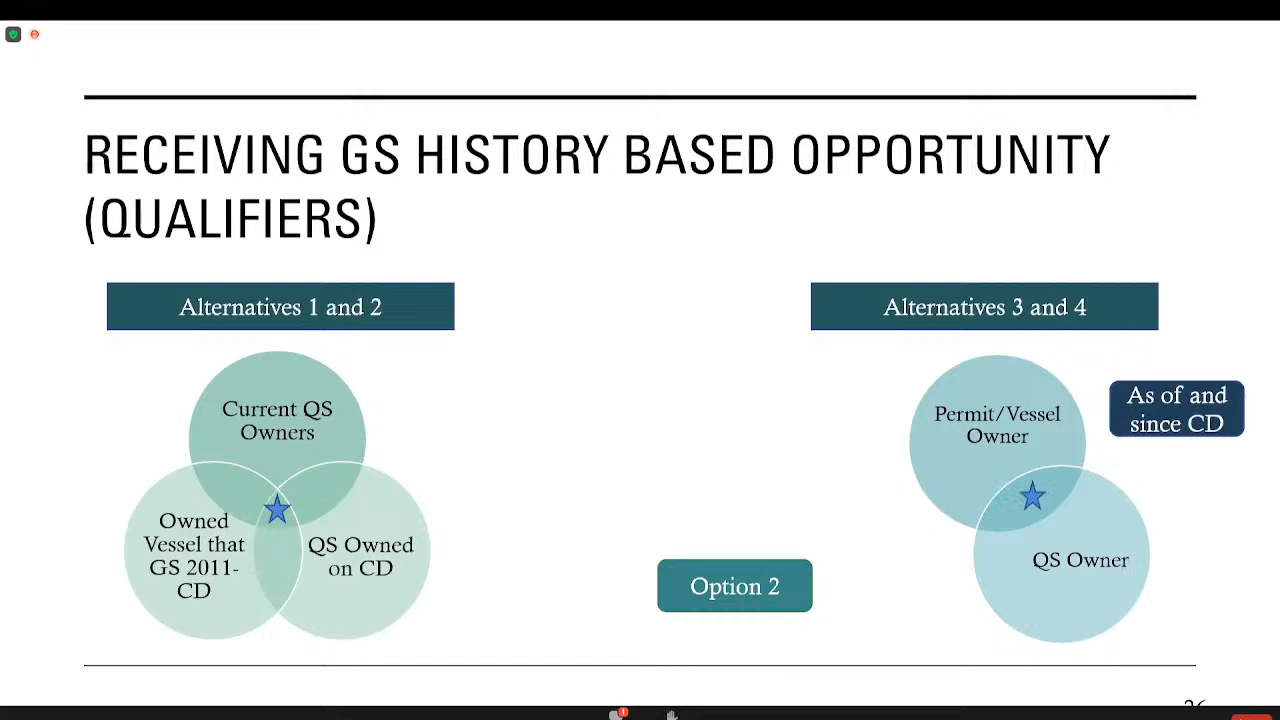 RECEIVING GS HISTORY BASED OPPORTUNITY
(QUALIFIERS)
Alternatives 1 and 2
Current QS
Owners
Owned
Vessel that
GS 2011-
CD
QS Owned
on CD
Option 2
Alternatives 3 and 4
Permit/Vessel
Owner
As of and
since CD
QS Owner